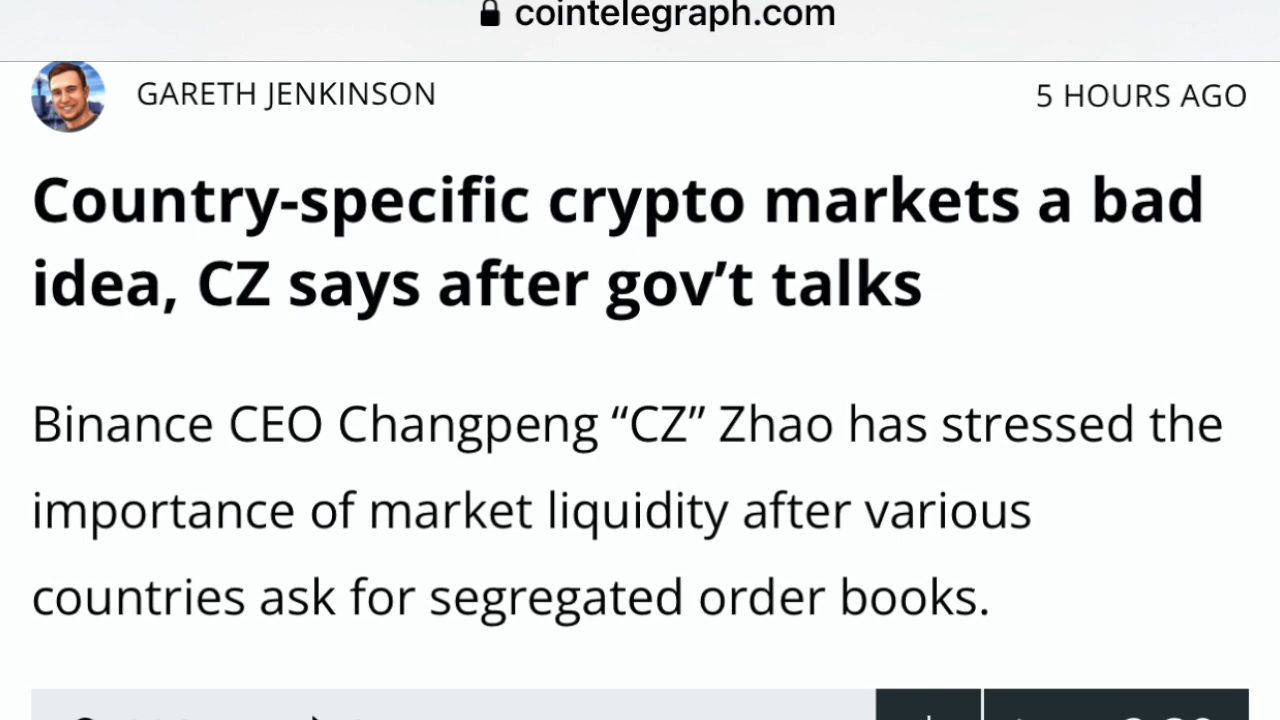 cointelegraph.com
GARETH JENKINSON
5 HOURS AGO
Country-specific crypto markets a bad
idea, CZ says after gov’t talks
Binance CEO Changpeng “CZ” Zhao has stressed the
importance of market liquidity after various
countries ask for segregated order books.